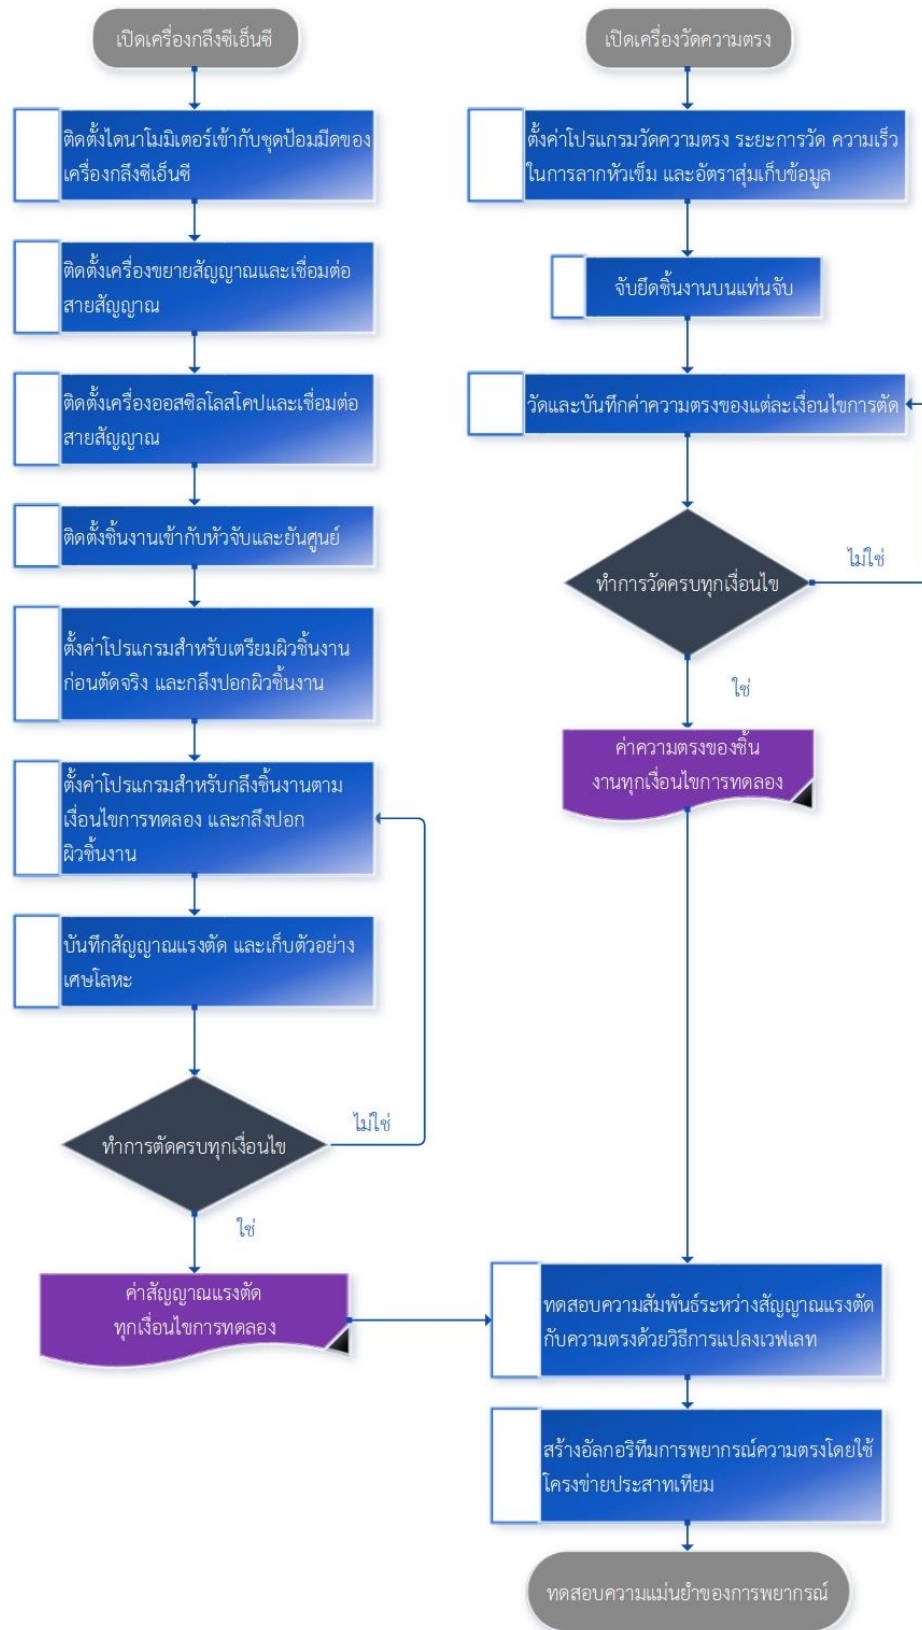 เปิดเครื่องกลึงซีเอ็นซี
ติดตั้งไดนาโมมิเตอร์เข้ากับชุดป้อมมีดของ
เครื่องกลึงซีเอ็นซี
ติดตั้งเครื่องขยายสัญญาณและเชื่อมต่อ
สายสัญญาณ
ติดตั้งเครื่องออสซิลโลสโคปและเชื่อมต่อ
สายสัญญาณ
ติดตั้งชิ้นงานเข้ากับหัวจับและยันศูนย์
ตั้งค่าโปรแกรมสำหรับเตรียมผิวชิ้นงาน
ก่อนตัดจริง และกลึงปอกผิวชิ้นงาน
ตั้งค่าโปรแกรมสำหรับกลึงชิ้นงานตาม
เงื่อนไขการทดลอง และกลึงปอก
ผิวชิ้นงาน
บันทึกสัญญาณแรงตัด และเก็บตัวอย่าง
เศษโลหะ
ทำการตัดครบทุกเงื่อนไข
ไม่ใช่
ใช่
ค่าสัญญาณแรงตัด
ทุกเงื่อนไขการทดลอง
เปิดเครื่องวัดความตรง
ตั้งค่าโปรแกรมวัดความตรง ระยะการวัด ความเร็ว
ในการลากหัวเข็ม และอัตราสุ่มเก็บข้อมูล
จับยึดชิ้นงานบนแท่นจับ
วัดและบันทึกค่าความตรงของแต่ละเงื่อนไขการตัด
ทำการวัดครบทุกเงื่อนไข
ไม่ใช่
ใช่
ค่าความตรงของชิ้น
งานทุกเงื่อนไขการทดลอง
ทดสอบความสัมพันธ์ระหว่างสัญญาณแรงตัด
กับความตรงด้วยวิธีการแปลงเวฟเลท
สร้างอัลกอริทึมการพยากรณ์ความตรงโดยใช้
โครงข่ายประสาทเทียม
ทดสอบความแม่นยำของการพยากรณ์